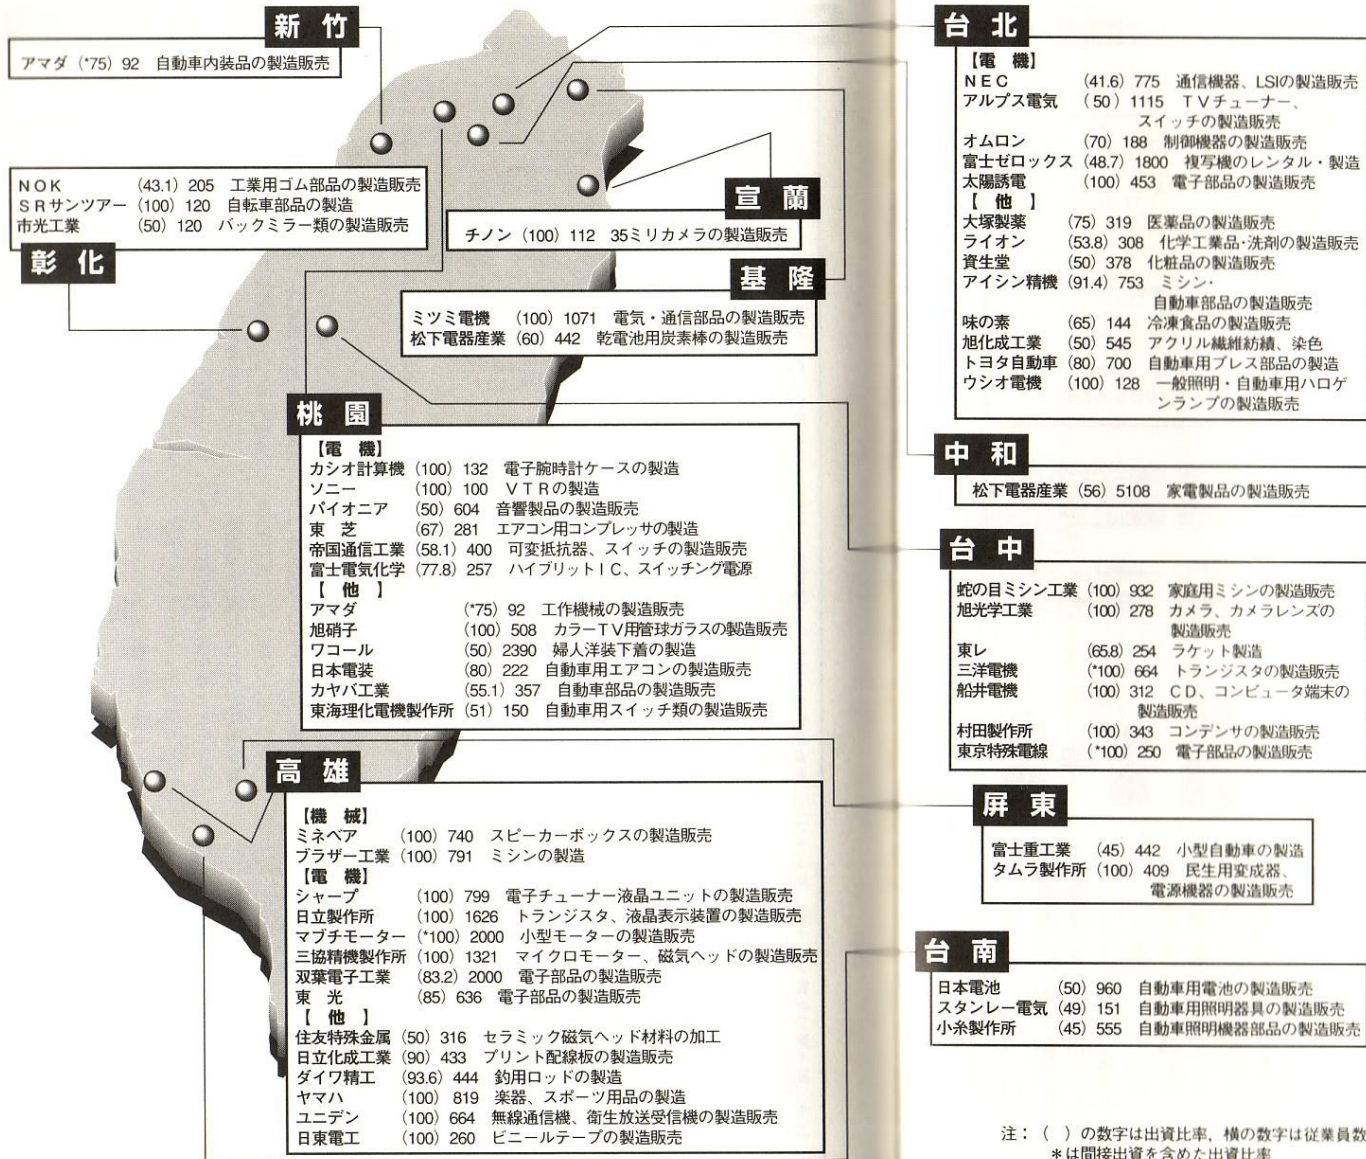 新竹
アマダ (*75) 92 自動車内装品の製造販売
NOK (43.1) 205 工業用ゴム部品の製造販売
SRサンツアー (100) 120 自転車部品の製造
市光工業 (50) 120 バックミラー類の製造販売
彰化
宣蘭
チノン (100) 112 35ミリカメラの製造販売
基隆
ミツミ電機 (100) 1071 電気・通信部品の製造販売
松下電器産業 (60) 442 乾電池用炭素棒の製造販売
桃園
【電機】
カシオ計算機 (100) 132 電子腕時計ケースの製造
ソニー (100) 100 VTRの製造
パイオニア (50) 604 音響製品の製造販売
東芝 (67) 281 エアコン用コンプレッサの製造
帝国通信工業 (58.1) 400 可変抵抗器、スイッチの製造販売
富士電気化学 (77.8) 257 ハイブリットIC、スイッチング電源
【他】
アマダ (*75) 92 工作機械の製造販売
旭硝子 (100) 508 カラーTV用管球ガラスの製造販売
ワコール (50) 2390 婦人洋装下着の製造
日本電装 (80) 222 自動車用エアコンの製造販売
カヤバ工業 (55.1) 357 自動車部品の製造販売
東海理化電機製作所 (51) 150 自動車用スイッチ類の製造販売
高雄
【機械】
ミネベア (100) 740 スピーカーボックスの製造販売
ブラザー工業 (100) 791 ミシンの製造
【電機】
シャープ (100) 799 電子チューナー液晶ユニットの製造販売
日立製作所 (100) 1626 トランジスタ、液晶表示装置の製造販売
マブチモーター (*100) 2000 小型モーターの製造販売
三協精機製作所 (100) 1321 マイクロモーター、磁気ヘッドの製造販売
双葉電子工業 (83.2) 2000 電子部品の製造販売
東光 (85) 636 電子部品の製造販売
【他】
住友特殊金属 (50) 316 セラミック磁気ヘッド材料の加工
日立化成工業 (90) 433 プリント配線板の製造販売
ダイワ精工 (93.6) 444 釣用ロッドの製造
ヤマハ (100) 819 楽器、スポーツ用品の製造
ユニデン (100) 664 無線通信機、衛生放送受信機の製造販売
日東電工 (100) 260 ビニールテープの製造販売
台北
【電機】
NEC (41.6) 775 通信機器、LSIの製造販売
アルプス電気 (50) 1115 TVチューナー、
スイッチの製造販売
オムロン (70) 188 制御機器の製造販売
富士ゼロックス (48.7) 1800 複写機のレンタル・製造
太陽誘電 (100) 453 電子部品の製造販売
【他】
大塚製薬 (75) 319 医薬品の製造販売
ライオン (53.8) 308 化学工業品・洗剤の製造販売
資生堂 (50) 378 化粧品の製造販売
アイシン精機 (91.4) 753 ミシン・
自動車部品の製造販売
味の素 (65) 144 冷凍食品の製造販売
旭化成工業 (50) 545 アクリル繊維紡績、染色
トヨタ自動車 (80) 700 自動車用プレス部品の製造
ウシオ電機 (100) 128 一般照明・自動車用ハロゲ
ンランプの製造販売
中和
松下電器産業 (56) 5108 家電製品の製造販売
台中
蛇の目ミシン工業 (100) 932 家庭用ミシンの製造販売
旭光学工業 (100) 278 カメラ、カメラレンズの
製造販売
東レ (65.8) 254 ラケット製造
三洋電機 (*100) 664 トランジスタの製造販売
船井電機 (100) 312 CD、コンピュータ端末の
製造販売
村田製作所 (100) 343 コンデンサの製造販売
東京特殊電線 (*100) 250 電子部品の製造販売
屏東
富士重工業 (45) 442 小型自動車の製造
タムラ製作所 (100) 409 民生用変成器、
電源機器の製造販売
台南
日本電池 (50) 960 自動車用電池の製造販売
スタンレー電気 (49) 151 自動車用照明器具の製造販売
小糸製作所 (45) 555 自動車照明機器部品の製造販売
注：( )の数字は出資比率、横の数字は従業員数
*は間接出資を含めた出資比率